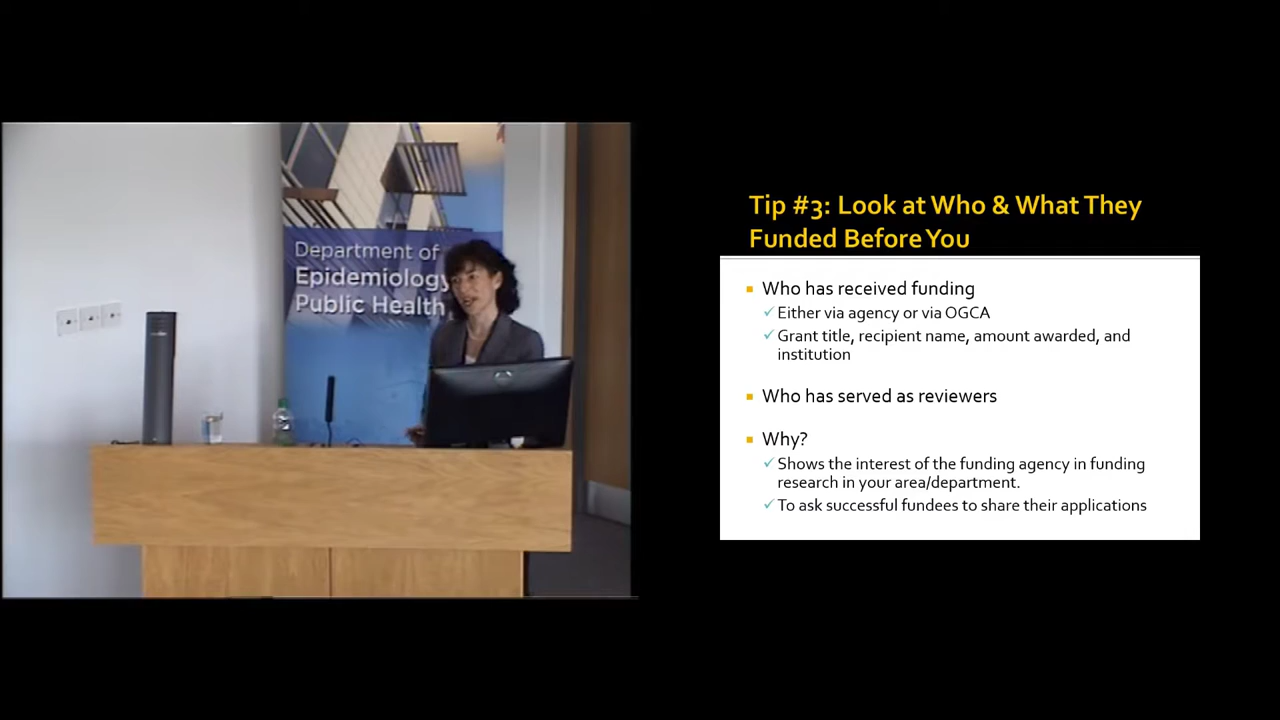 Department of
Epidemiology
Public Health
Tip #3: Look at Who & What They
Funded Before You
Who has received funding
Either via agency or via OGCA
Grant title, recipient name, amount awarded, and
institution
Who has served as reviewers
Why?
Shows the interest of the funding agency in funding
research in your area/department.
To ask successful fundees to share their applications